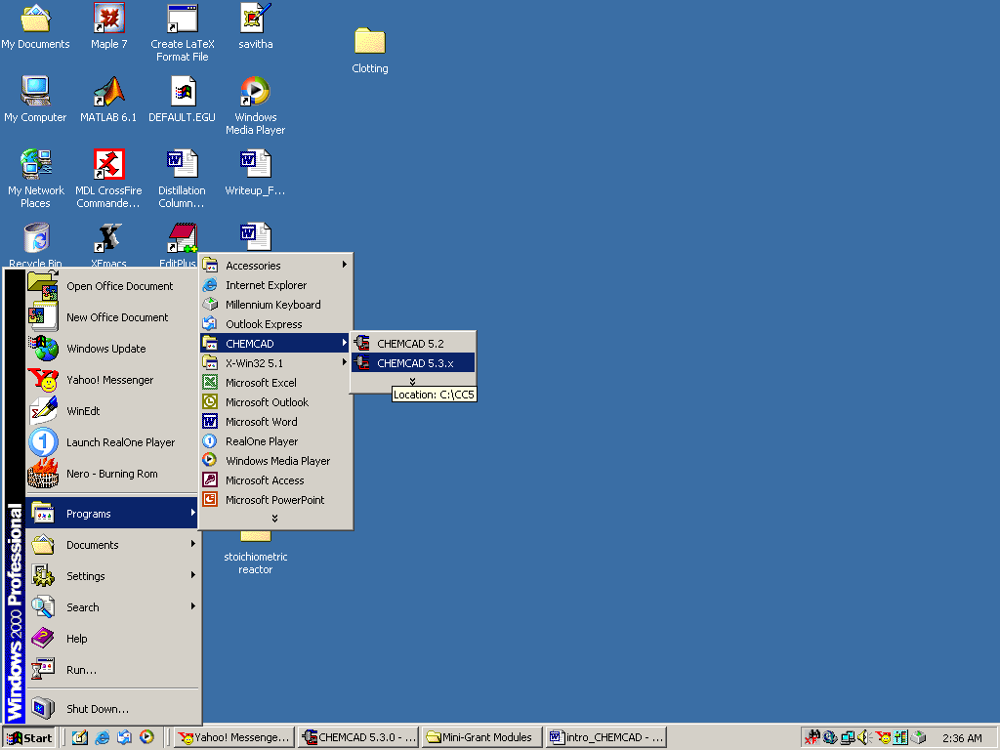 My Documents
Maple 7
Create LaTeX
Format File
savitha
Clotting
My Computer
MATLAB 6.1
DEFAULT.EGU
Windows
Media Player
My Network
Places
MDL CrossFire
Commande...
Distillation
Column...
Writeup_F...
Recycle Bin
XEmacs
EditPlus
Open Office Document
New Office Document
Windows Update
Yahoo! Messenger
WinEdt
Launch RealOne Player
Nero - Burning Rom
Programs
Documents
Settings
Search
Help
Run...
Shut Down...
Windows 2000 Professional
Accessories
Internet Explorer
Millennium Keyboard
Outlook Express
CHEMCAD
X-Win32 5.1
Microsoft Excel
Microsoft Outlook
Microsoft Word
RealOne Player
Windows Media Player
Microsoft Access
Microsoft PowerPoint
CHEMCAD 5.2
CHEMCAD 5.3.x
Location: C:\CC5
stoichiometric
reactor
Start
Yahoo! Messenge...
CHEMCAD 5.3.0 - ...
Mini-Grant Modules
intro_CHEMCAD - ...
2:36 AM